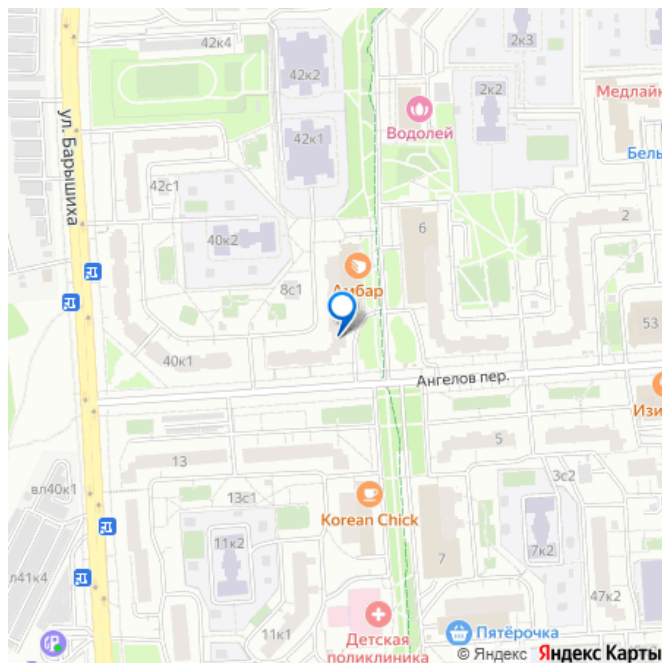 42к4
2к3
42к2
2к2
Медлайн
Водолей
ул. Барышиха
42к1
Бель
42с1
40к2
6
2
8с1
Амбар
53
40к1
Ангелов пер.
Изи
13
5
3с2
вл40к1
13с1
Korean Chick
11к2
7
7к2
л41к4
47к2
11к1
Детская
поликлиника
Пятёрочка
© Яндекс Яндекс Карты